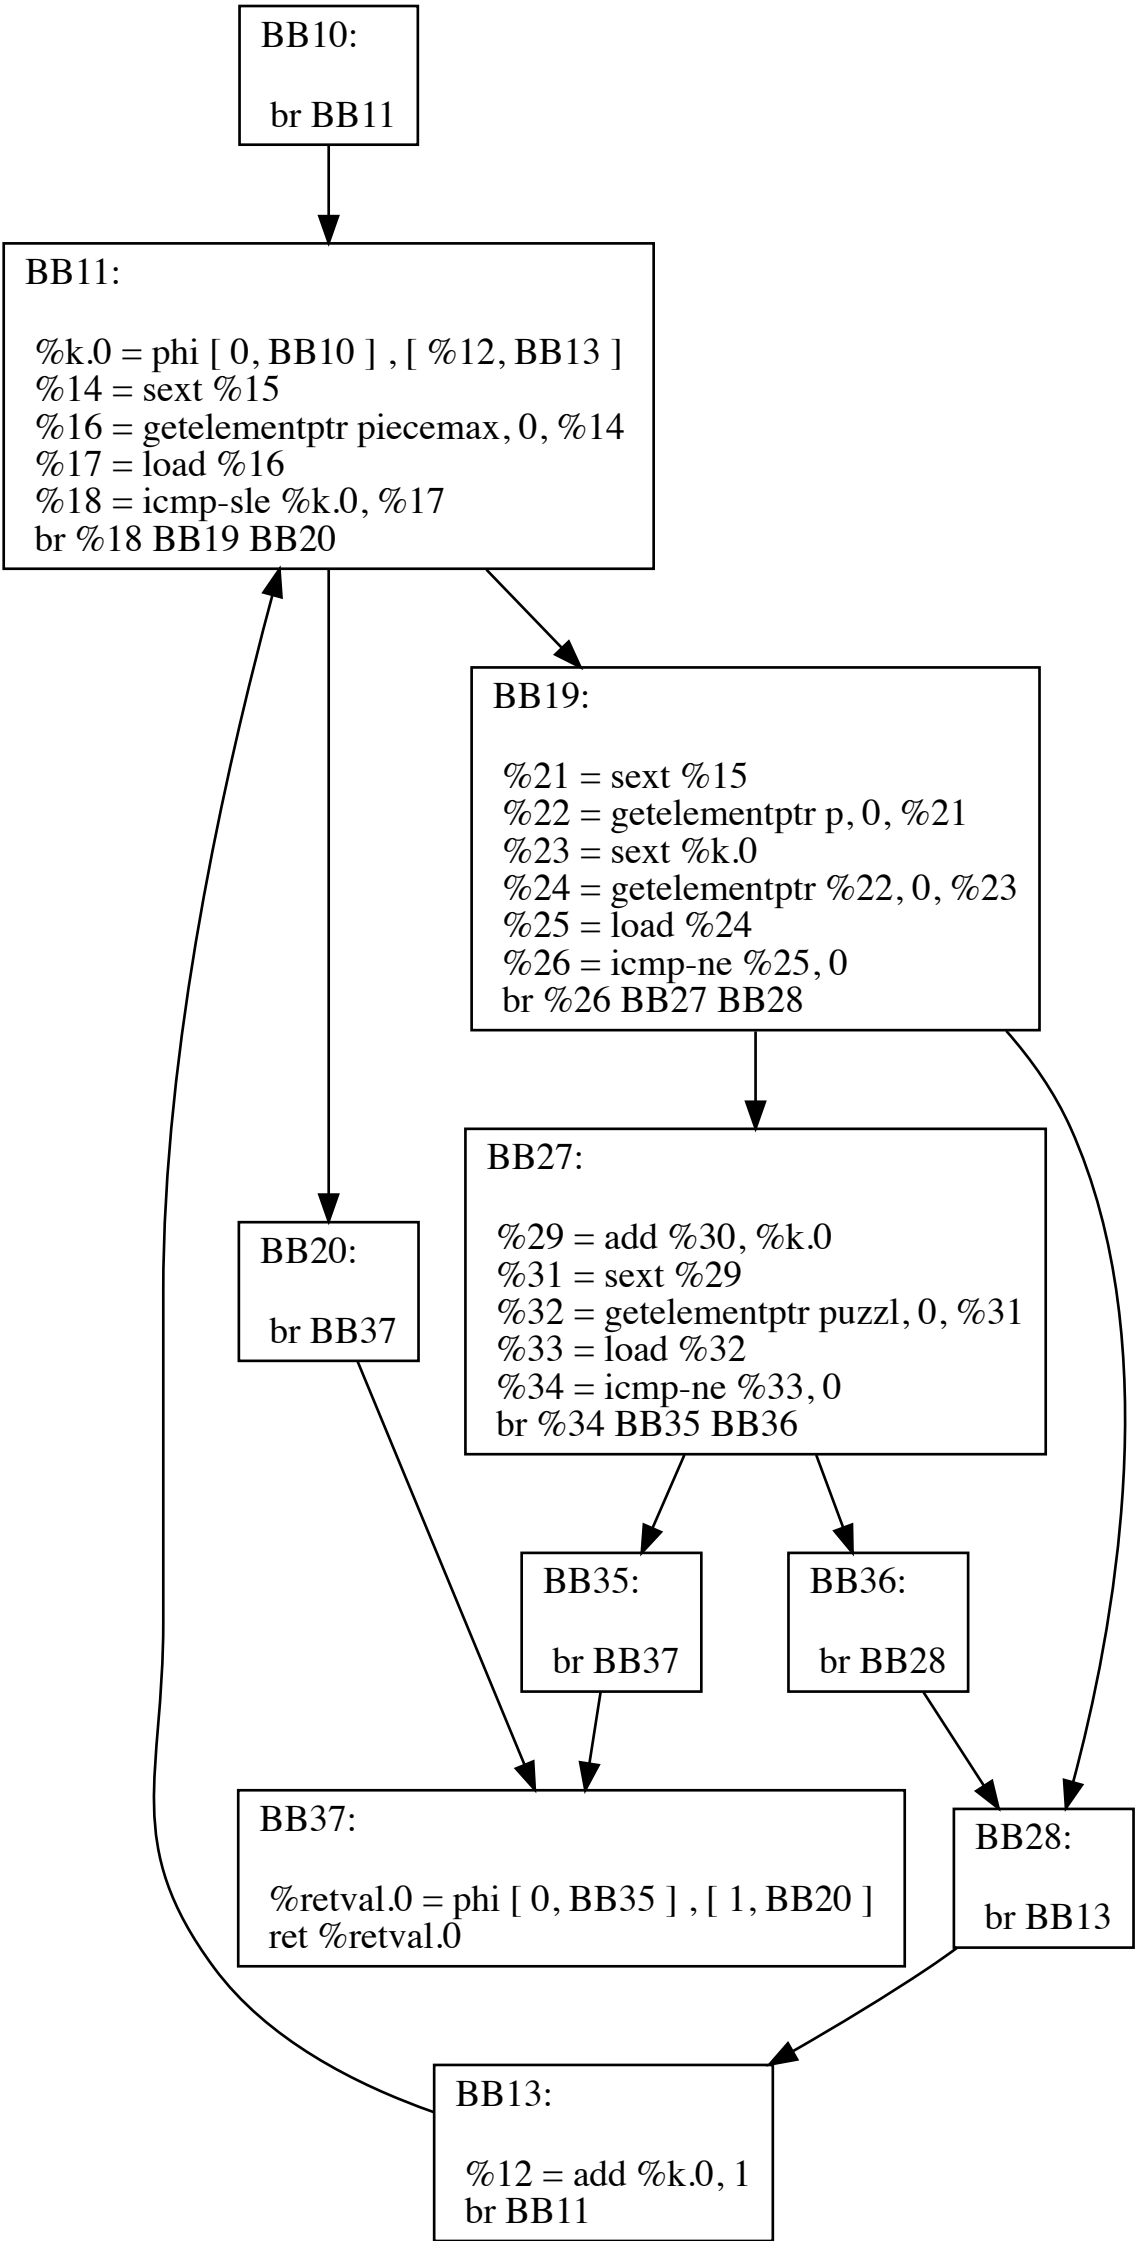 BB10:
br BB11
BB11:
%k.0 = phi [ 0, BB10 ] , [ %12, BB13 ]
%14 = sext %15
%16 = getelementptr piecemax, 0, %14
%17 = load %16
%18 = icmp-sle %k.0, %17
br %18 BB19 BB20
BB19:
%21 = sext %15
%22 = getelementptr p, 0, %21
%23 = sext %k.0
%24 = getelementptr %22, 0, %23
%25 = load %24
%26 = icmp-ne %25, 0
br %26 BB27 BB28
BB27:
%29 = add %30, %k.0
%31 = sext %29
%32 = getelementptr puzzl, 0, %31
%33 = load %32
%34 = icmp-ne %33, 0
br %34 BB35 BB36
BB20:
br BB37
BB35:
br BB37
BB36:
br BB28
BB37:
%retval.0 = phi [ 0, BB35 ] , [ 1, BB20 ]
ret %retval.0
BB28:
br BB13
BB13:
%12 = add %k.0, 1
br BB11